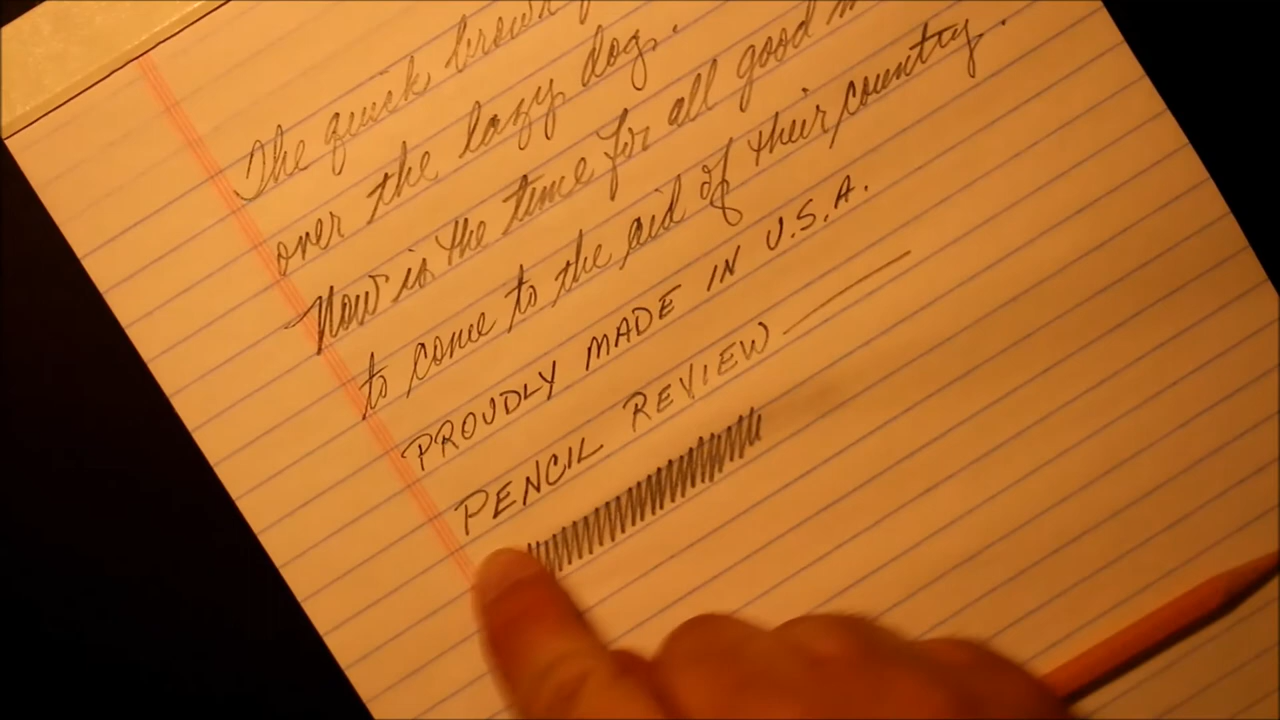 The quick brown
over the lazy dog.
Now is the time for all good
to come to the aid of their country.
PROUDLY MADE IN U.S.A.
PENCIL REVIEW